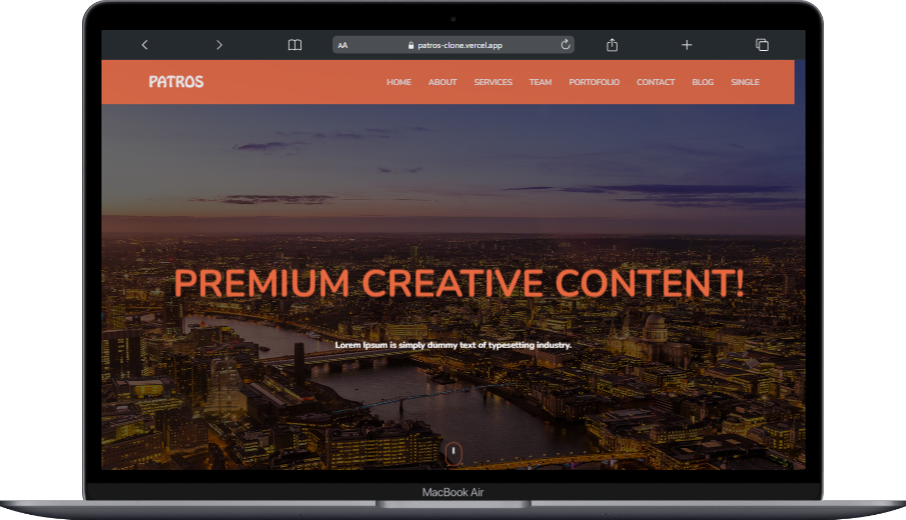 AA patros-clone.vercel.app
PATROS HOME ABOUT SERVICES TEAM PORTOFOLIO CONTACT BLOG SINGLE
PREMIUM CREATIVE CONTENT!
Lorem Ipsum is simply dummy text of typesetting industry.
MacBook Air